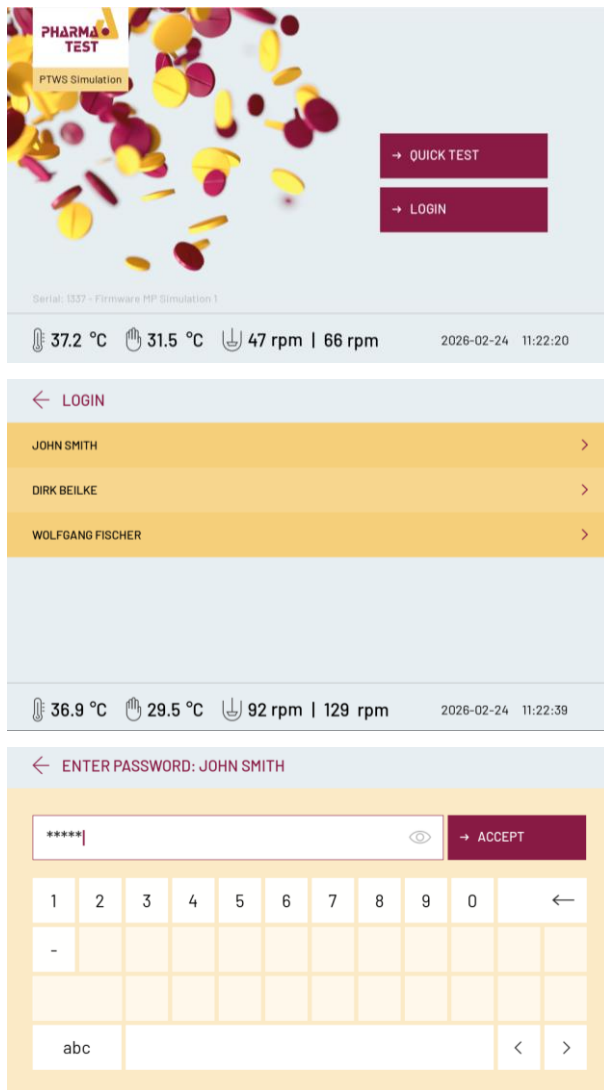 PHARMA
TEST
PTWS Simulation
→ QUICK TEST
→ LOGIN
Serial: 1337 - Firmware MP Simulation 1
37.2 °C 31.5 °C 47 rpm | 66 rpm 2026-02-24 11:22:20
← LOGIN
JOHN SMITH >
DIRK BEILKE >
WOLFGANG FISCHER >
36.9 °C 29.5 °C 92 rpm | 129 rpm 2026-02-24 11:22:39
← ENTER PASSWORD: JOHN SMITH
*****
→ ACCEPT
1 2 3 4 5 6 7 8 9 0 ←
-
abc < >